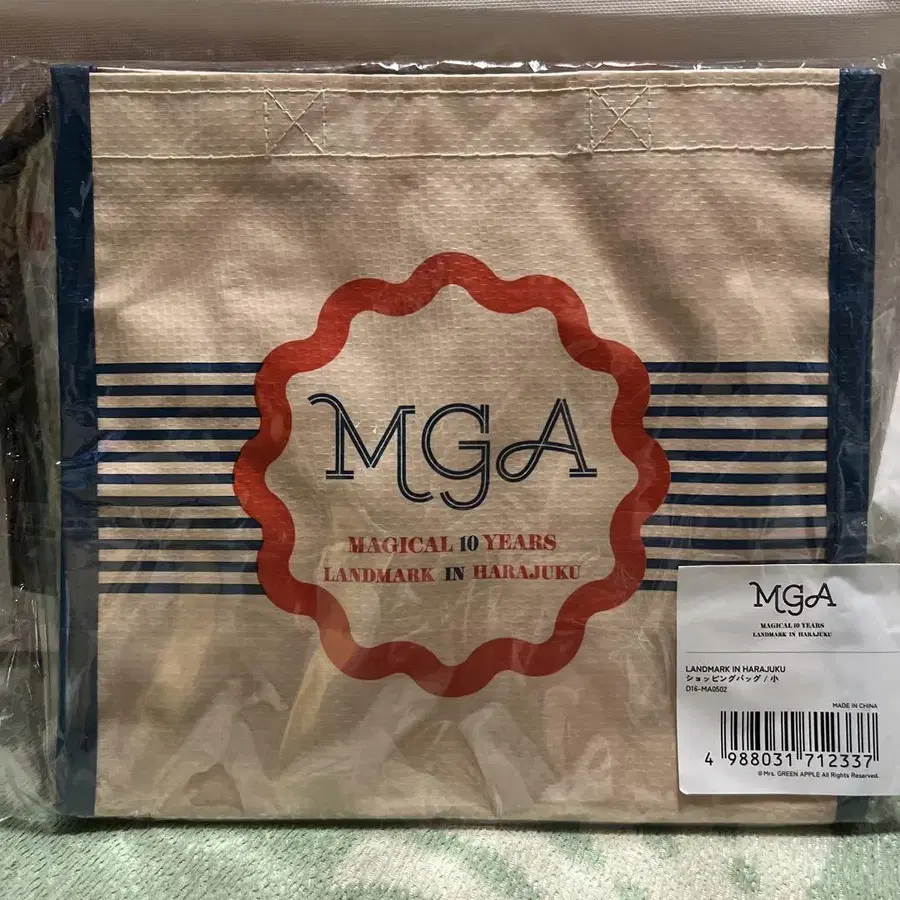 MGA
MAGICAL 10 YEARS
LANDMARK IN HARAJUKU
MGA
MAGICAL 10 YEARS
LANDMARK IN HARAJUKU
LANDMARK IN HARAJUKU
ショッピングバッグ / 小
D16-MA0502
MADE IN CHINA
4 988031 712337
©Mrs. GREEN APPLE All Rights Reserved.